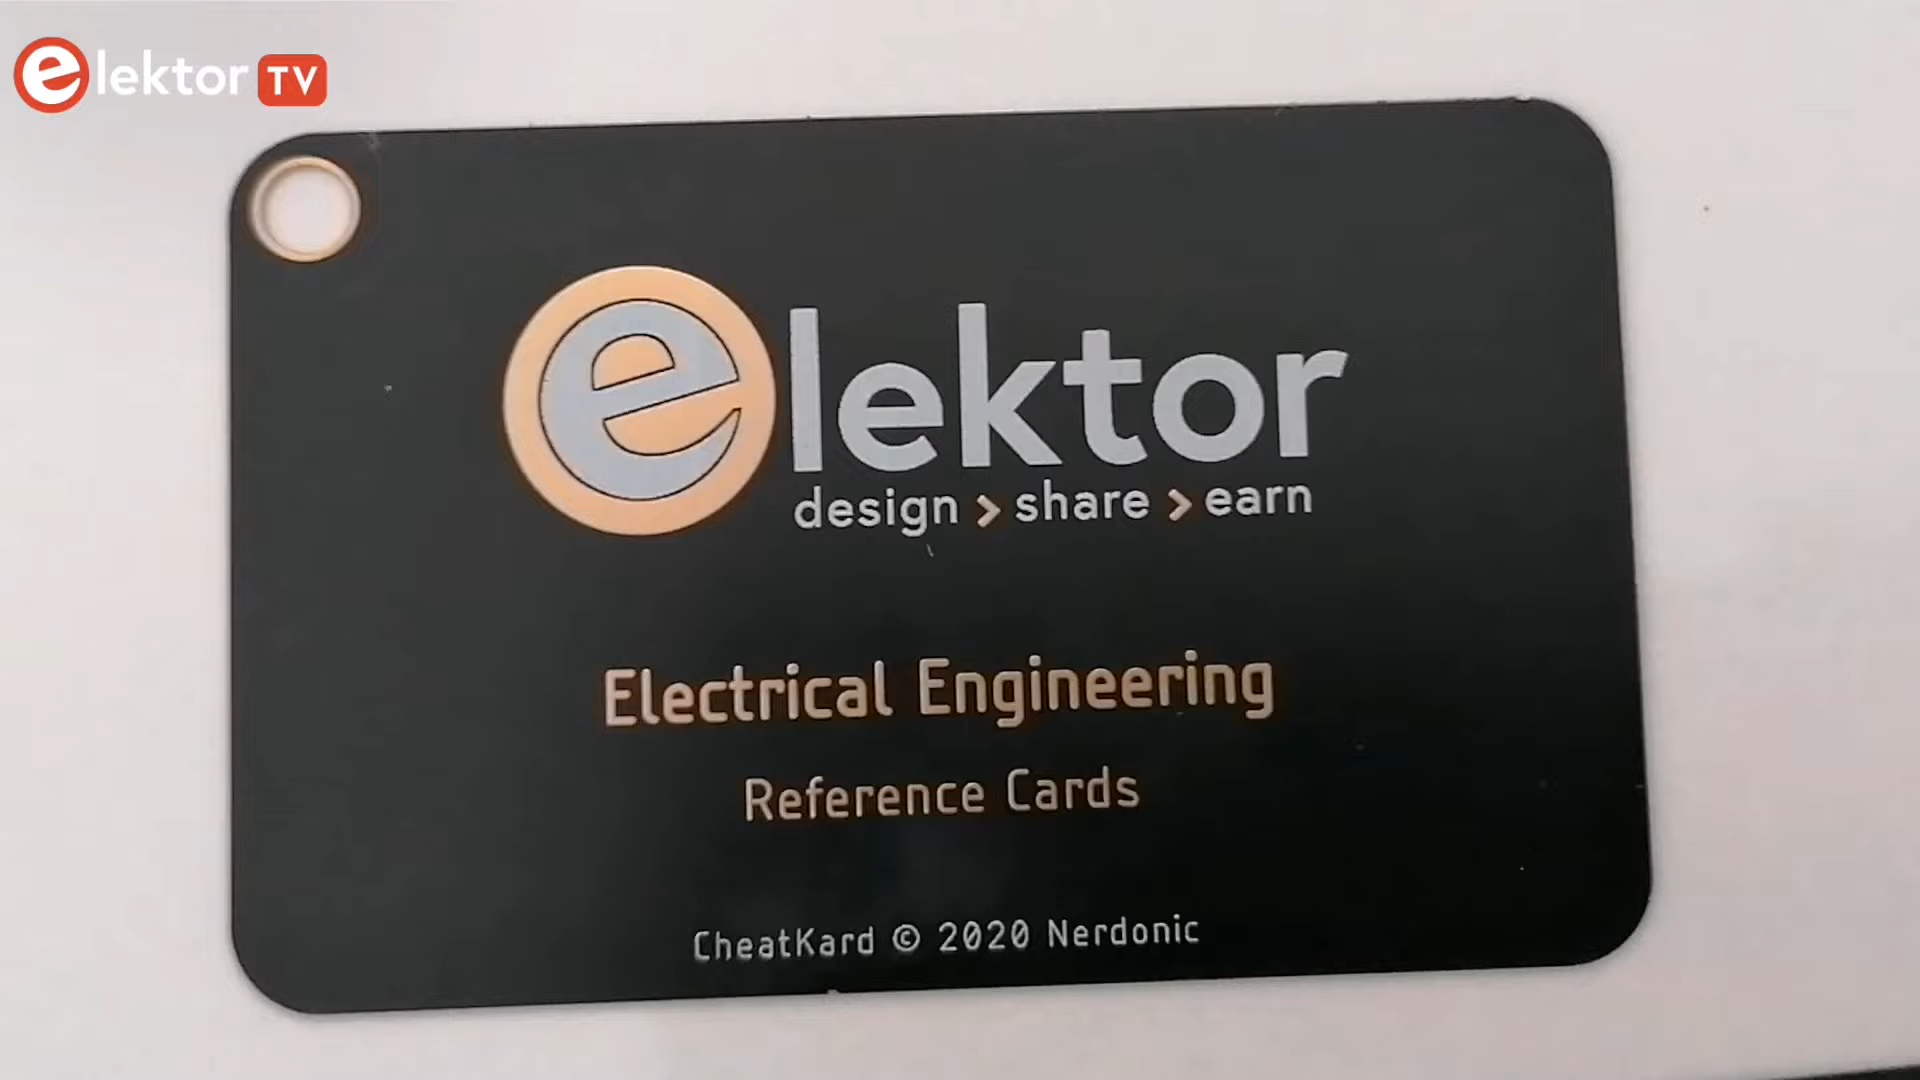 elektor TV
elektor
design > share > earn
Electrical Engineering
Reference Cards
CheatKard © 2020 Nerdonic